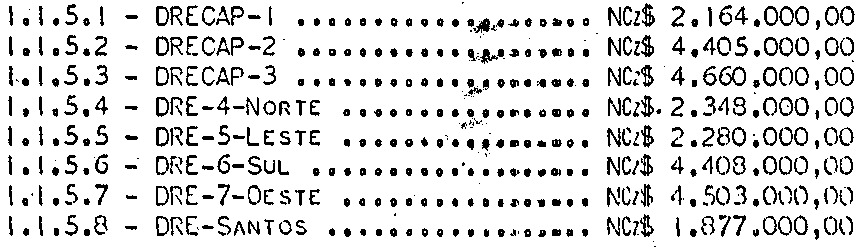 1.1.5.1 - DRECAP-1 .................... NCz$ 2.164.000,00
1.1.5.2 - DRECAP-2 .................... NCz$ 4.405.000,00
1.1.5.3 - DRECAP-3 .................... NCz$ 4.660.000,00
1.1.5.4 - DRE-4-NORTE ................. NCz$ 2.348.000,00
1.1.5.5 - DRE-5-LESTE ................. NCz$ 2.280.000,00
1.1.5.6 - DRE-6-SUL ................... NCz$ 4.408.000,00
1.1.5.7 - DRE-7-OESTE ................. NCz$ 4.503.000,00
1.1.5.8 - DRE-SANTOS .................. NCz$ 1.877.000,00